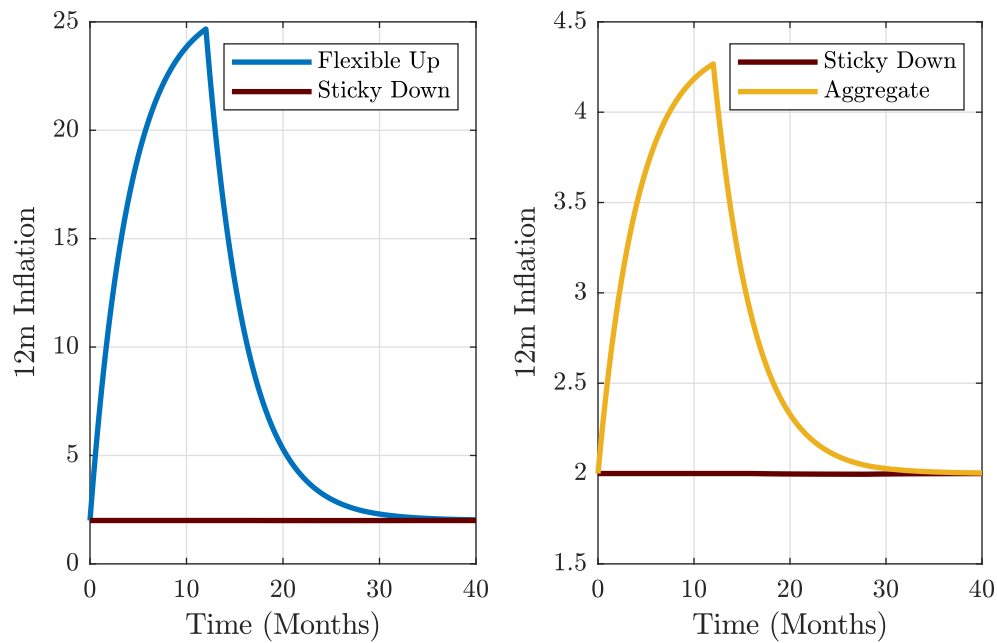 25
20
15
10
5
0
12m Inflation
Flexible Up
Sticky Down
0
10
20
30
40
Time (Months)
4.5
4
3.5
3
2.5
2
1.5
12m Inflation
Sticky Down
Aggregate
0
10
20
30
40
Time (Months)